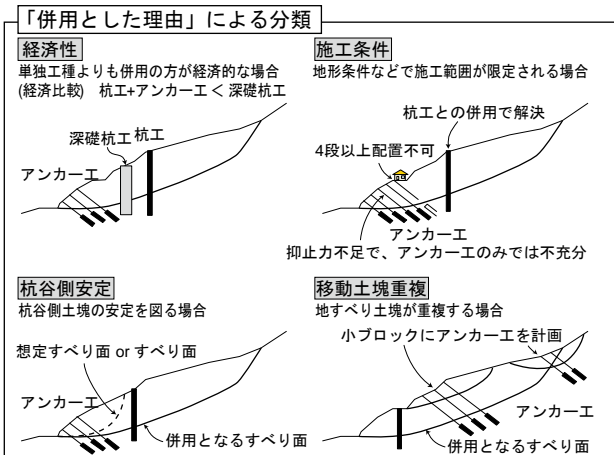 「併用とした理由」による分類
経済性
単独工種よりも併用の方が経済的な場合
(経済比較) 杭工+アンカー工 < 深礎杭工
深礎杭工 杭工
アンカー工
施工条件
地形条件などで施工範囲が限定される場合
杭工との併用で解決
4段以上配置不可
アンカー工
抑止力不足で、アンカー工のみでは不充分
杭谷側安定
杭谷側土塊の安定を図る場合
想定すべり面 or すべり面
アンカー工
併用となるすべり面
移動土塊重複
地すべり土塊が重複する場合
小ブロックにアンカー工を計画
アンカー工
併用となるすべり面